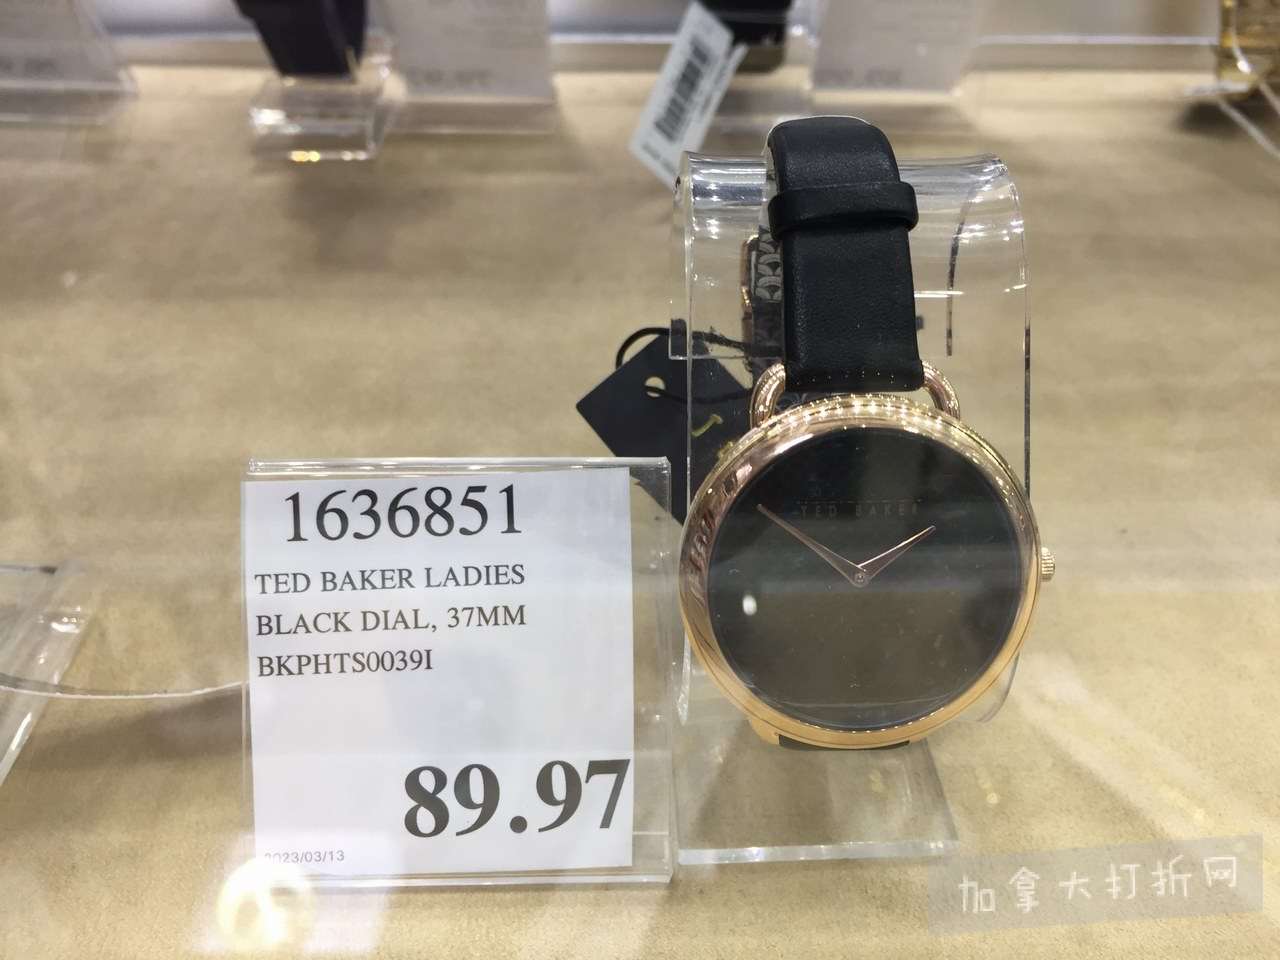 1636851
TED BAKER LADIES
BLACK DIAL, 37MM
BKPHTS0039I
89.97
2023/03/13
TED BAKER
加拿大打折网